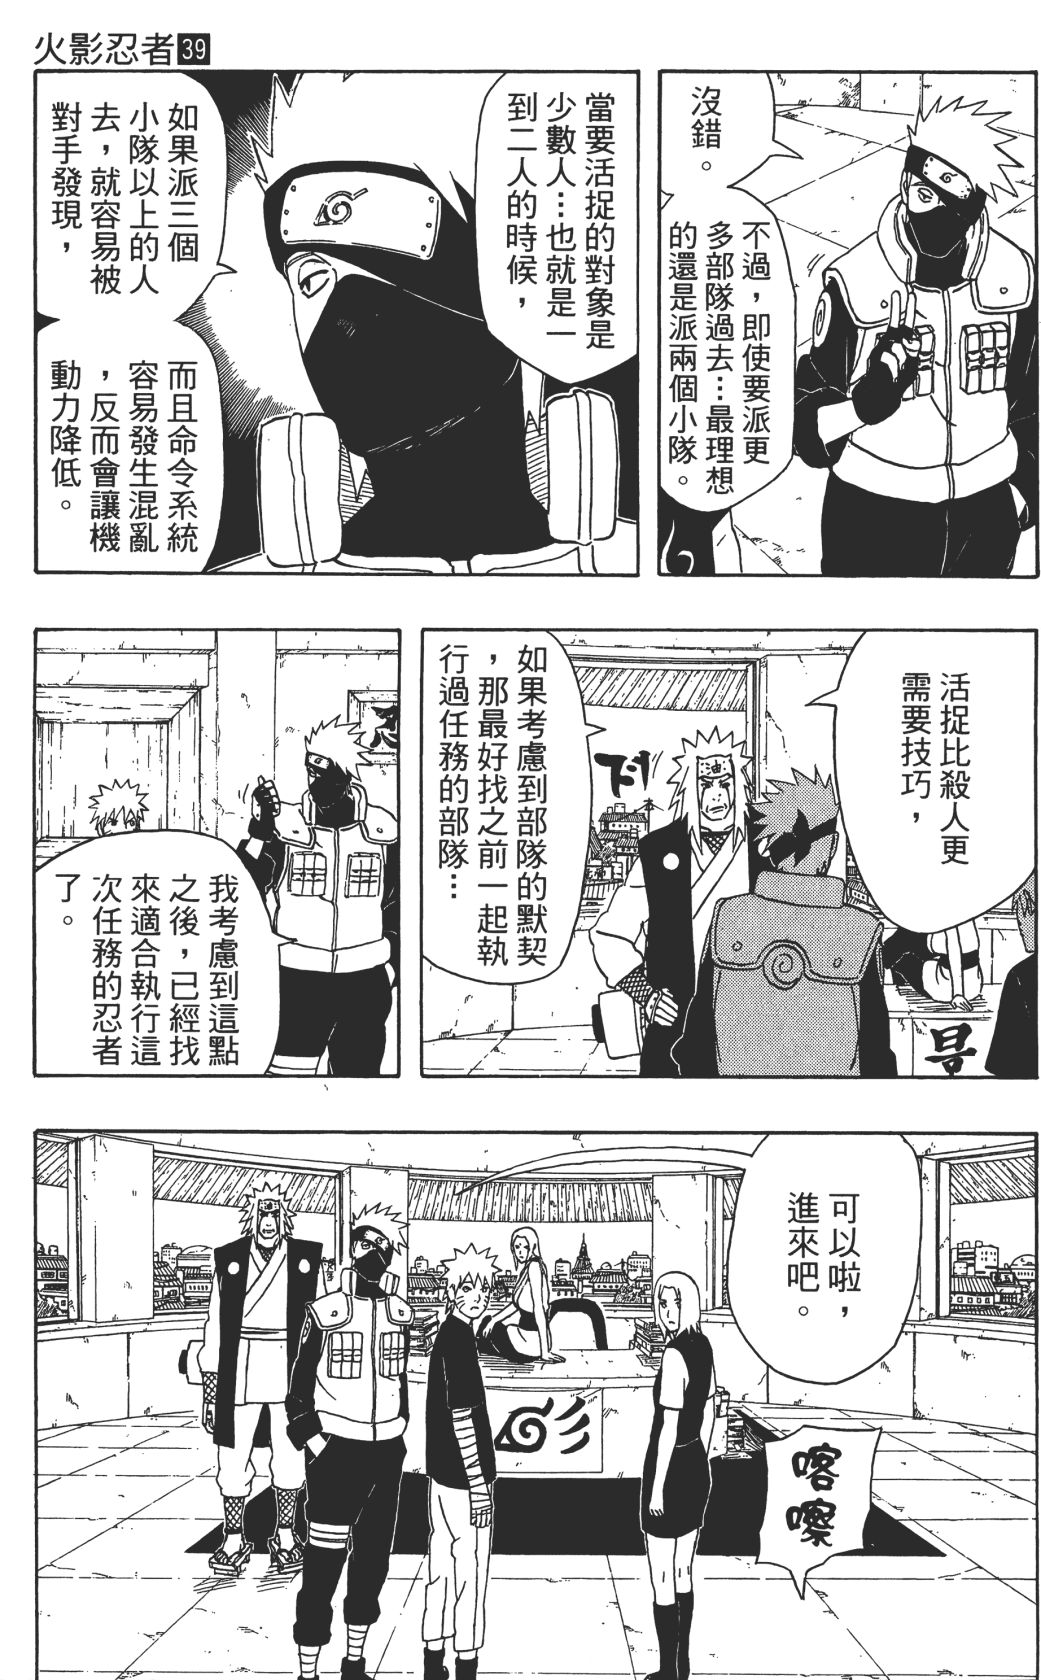 火影忍者39
沒錯。
不過，即使要派更
多部隊過去…最理想
的還是派兩個小隊。
當要活捉的對象是
少數人…也就是一
到二人的時候，
如果派三個
小隊以上的人
去，就容易被
對手發現，
而且命令系統
容易發生混亂
，反而會讓機
動力降低。
活捉比殺人更
需要技巧，
如果考慮到部隊的默契
，那最好找之前一起執
行過任務的部隊…
油
我考慮到這點
之後，已經找
來適合執行這
次任務的忍者
了。
可以啦，
進來吧。
喀嚓